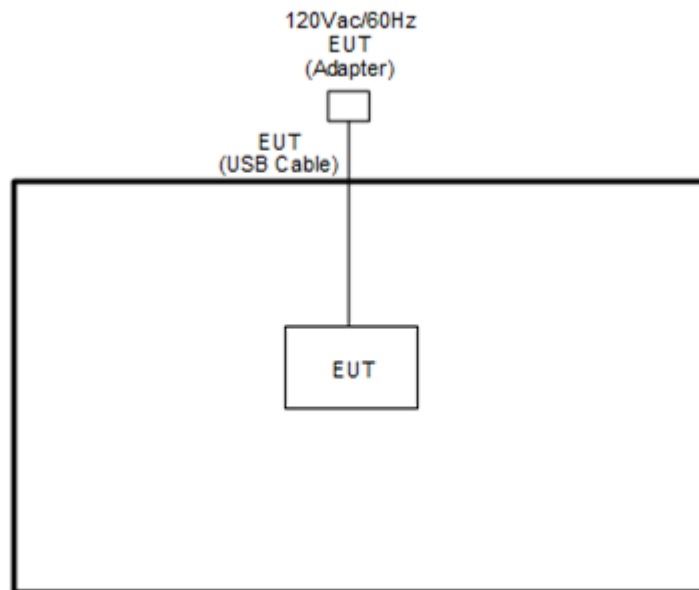 120Vac/60Hz
EUT
(Adapter)
EUT
(USB Cable)
EUT